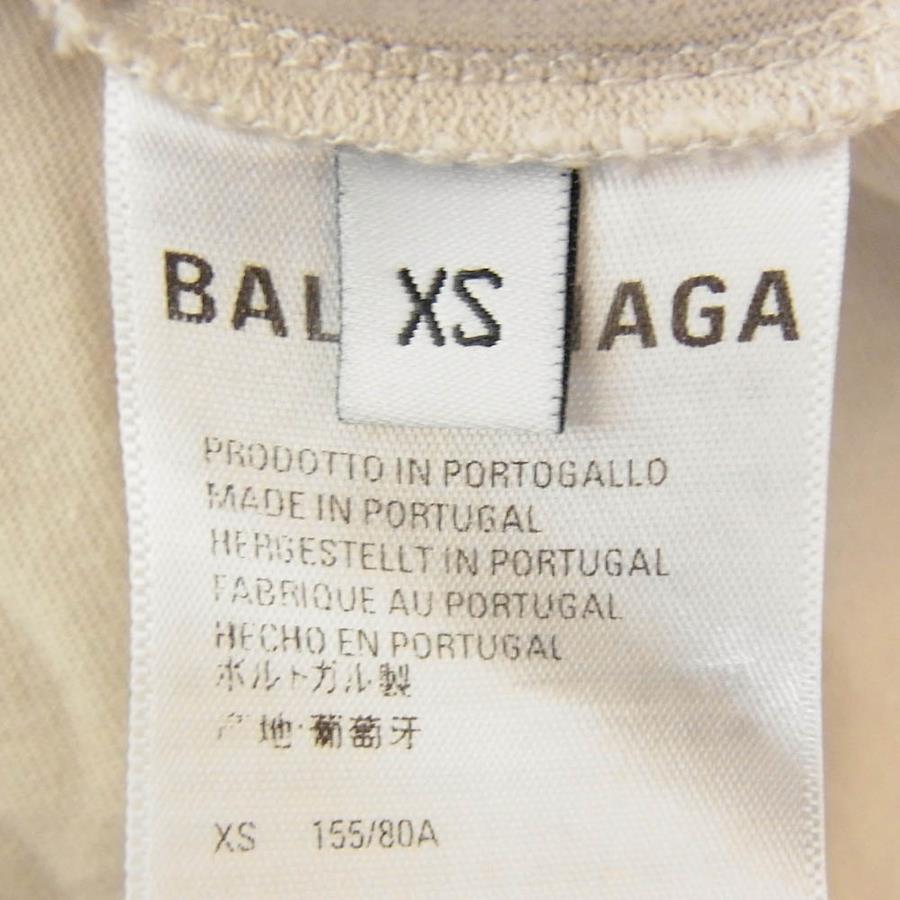 BAL XS IAGA
PRODOTTO IN PORTOGALLO
MADE IN PORTUGAL
HERGESTELLT IN PORTUGAL
FABRIQUE AU PORTUGAL
HECHO EN PORTUGAL
ポルトガル製
产地:葡萄牙
XS 155/80A